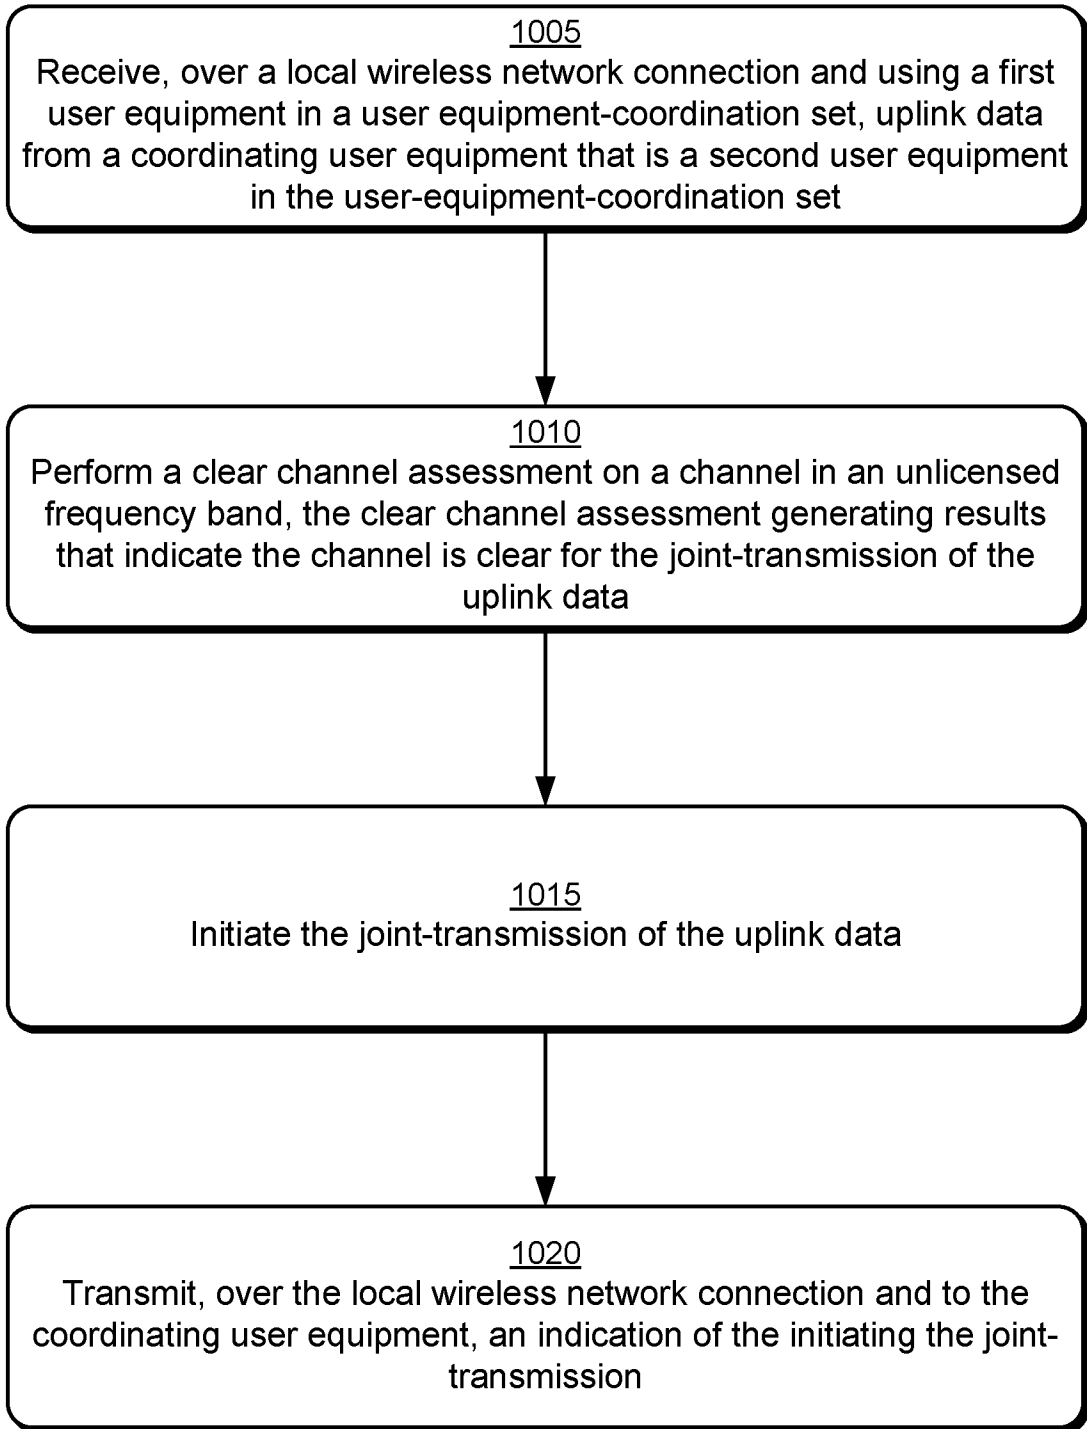 1005
Receive, over a local wireless network connection and using a first
user equipment in a user equipment-coordination set, uplink data
from a coordinating user equipment that is a second user equipment
in the user-equipment-coordination set
1010
Perform a clear channel assessment on a channel in an unlicensed
frequency band, the clear channel assessment generating results
that indicate the channel is clear for the joint-transmission of the
uplink data
1015
Initiate the joint-transmission of the uplink data
1020
Transmit, over the local wireless network connection and to the
coordinating user equipment, an indication of the initiating the joint-
transmission